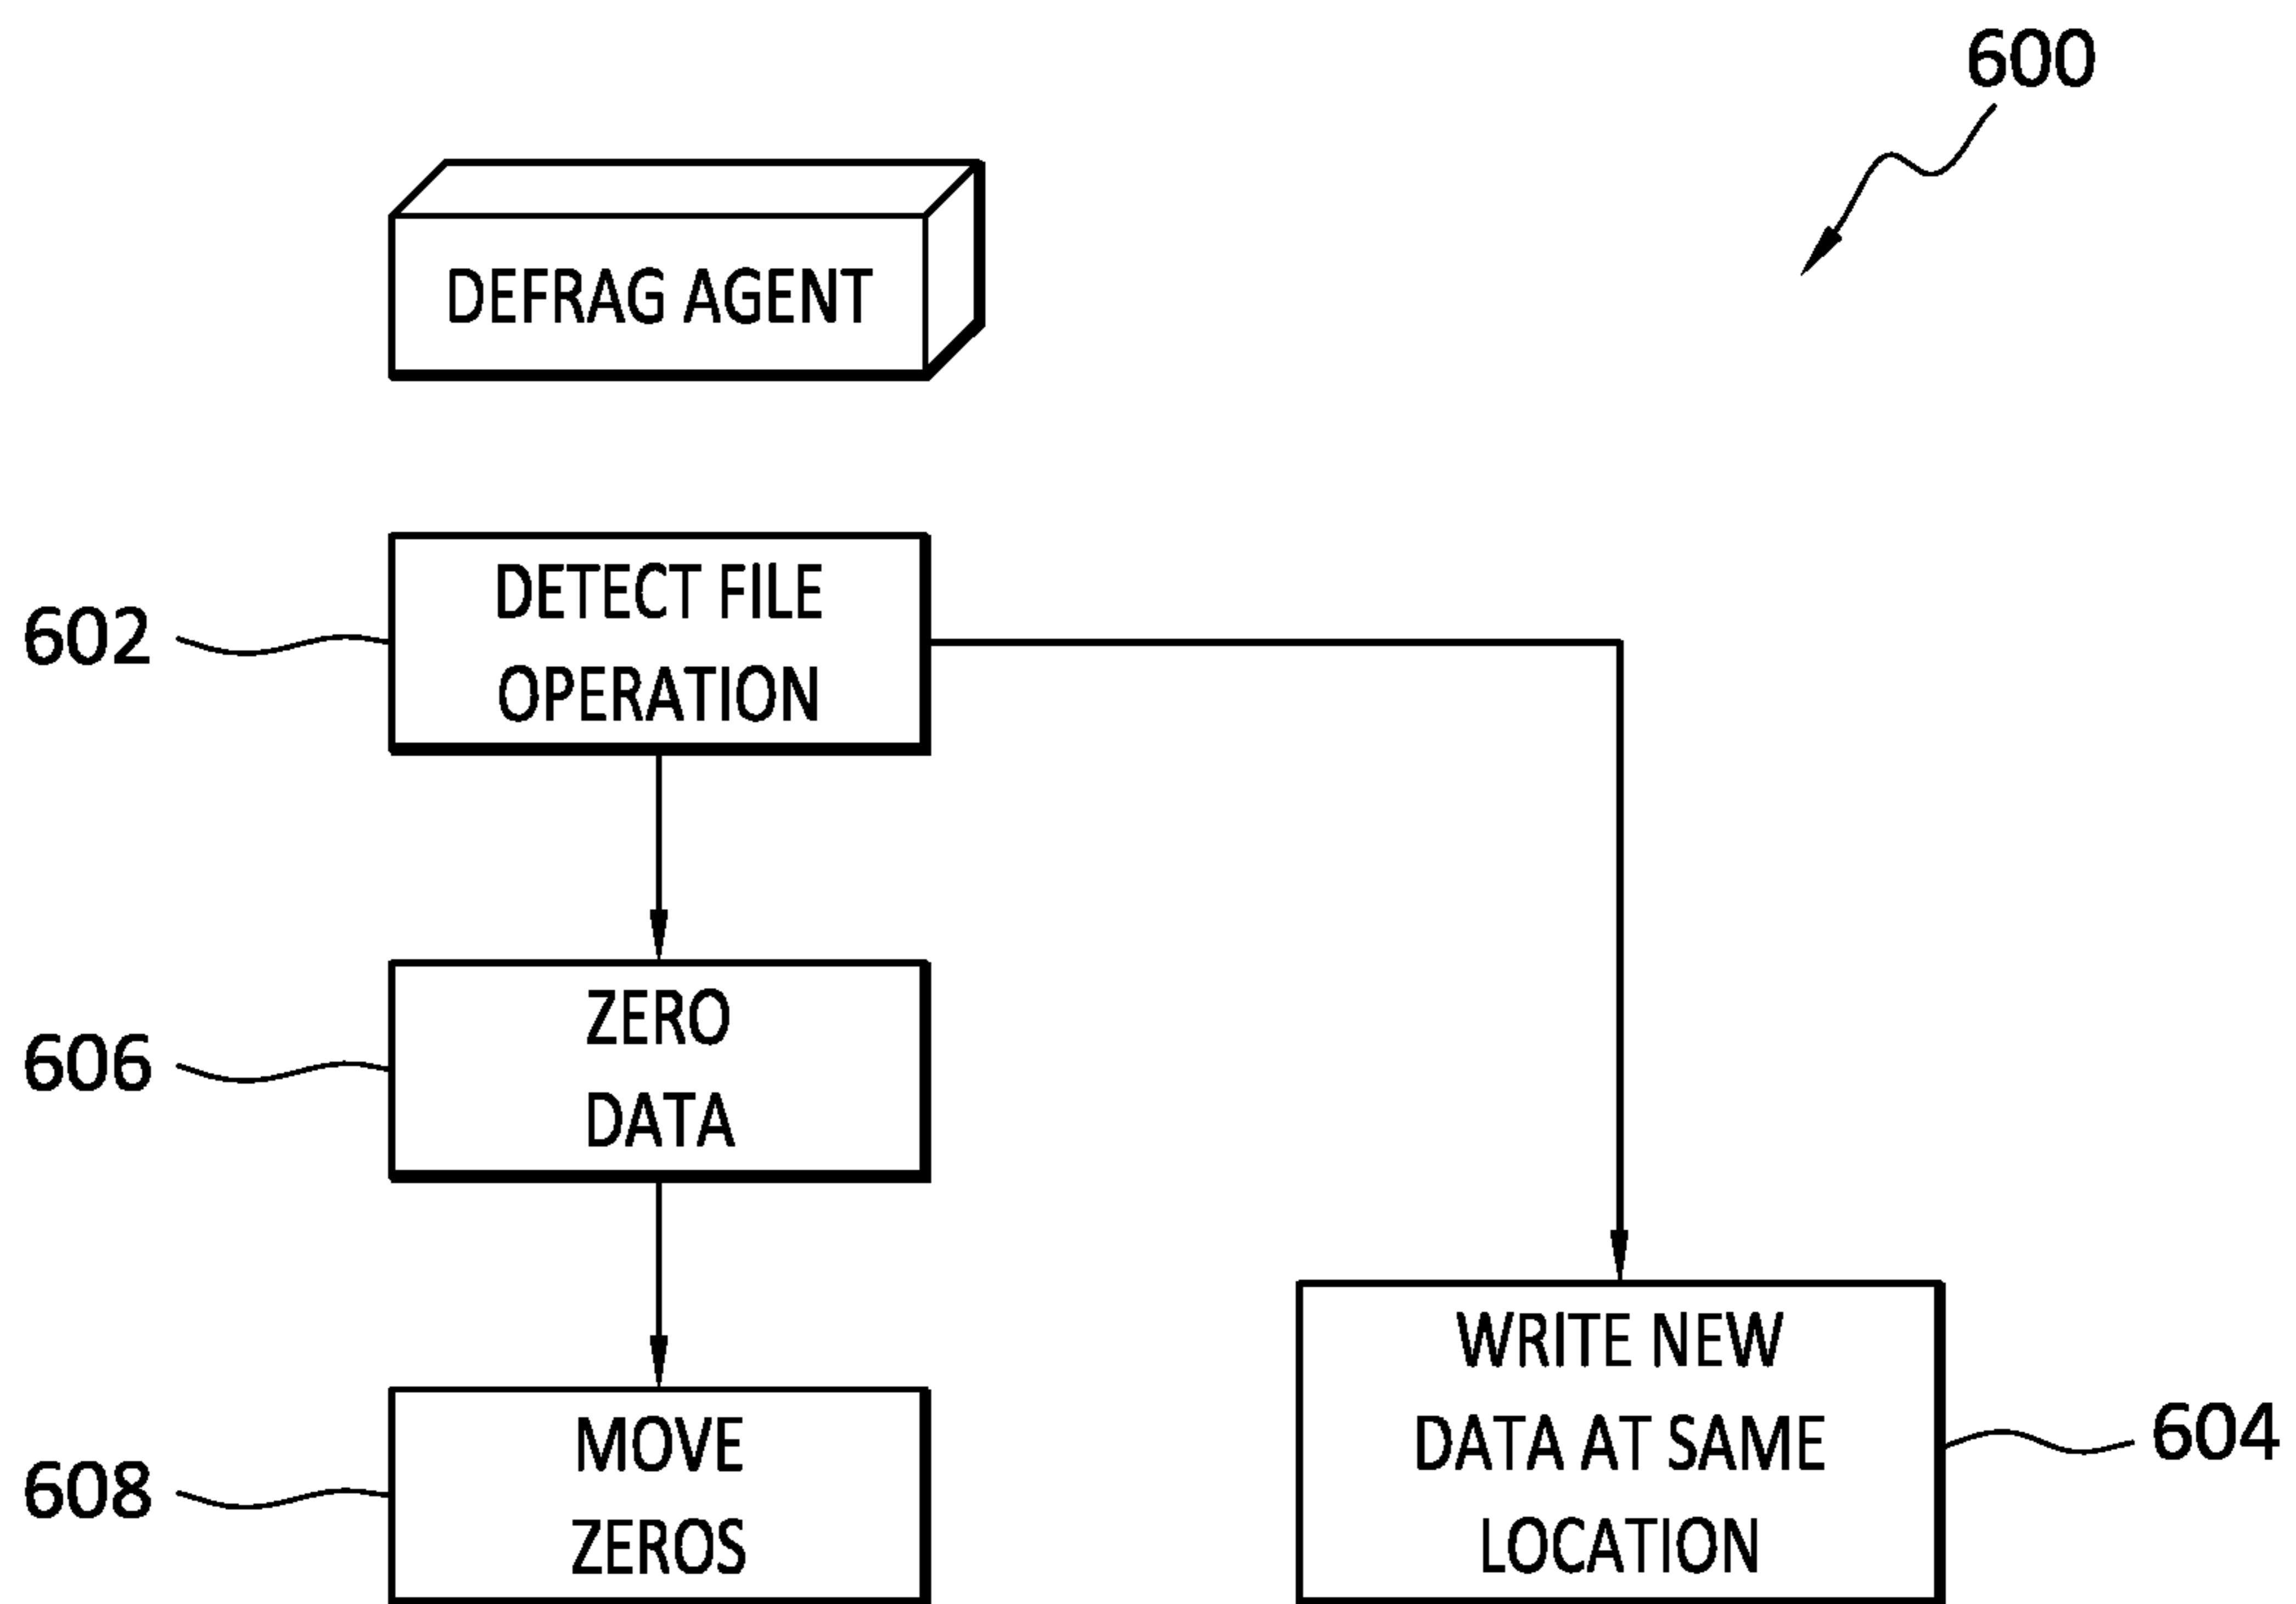 600
DEFRAG AGENT
602
DETECT FILE
OPERATION
606
ZERO
DATA
608
MOVE
ZEROS
WRITE NEW
DATA AT SAME
LOCATION
604